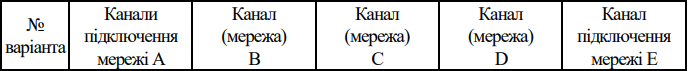 №
варіанта
Канали
підключення
мережі А
Канал
(мережа)
В
Канал
(мережа)
С
Канал
(мережа)
D
Канал
підключення
мережі Е